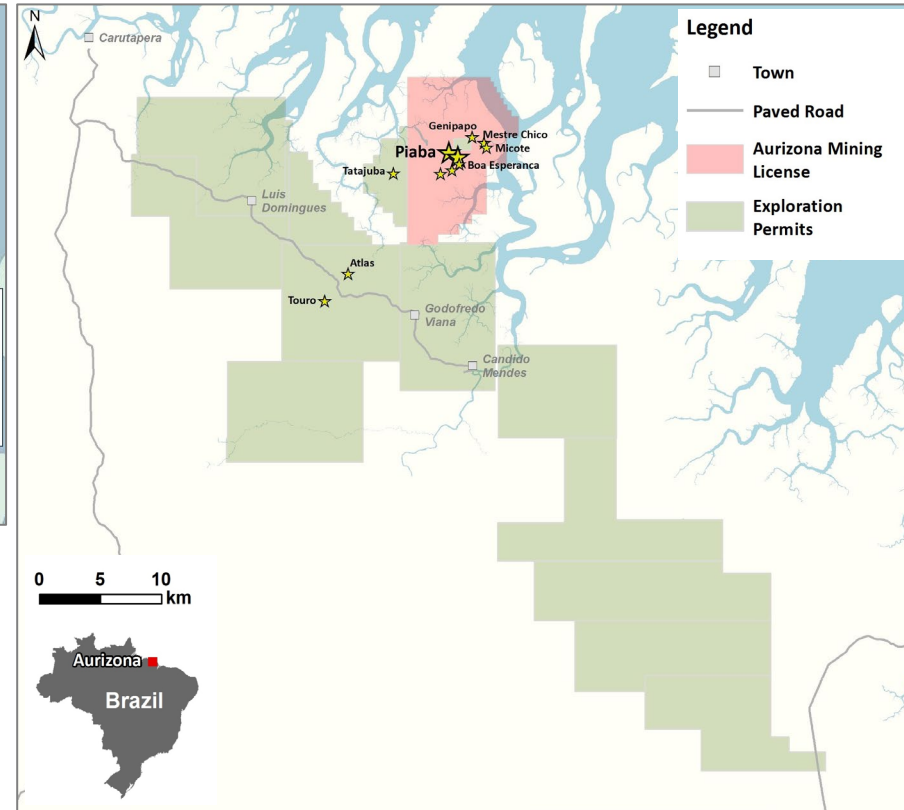 N
Carutapera
Legend
Town
Paved Road
Aurizona Mining
License
Exploration
Permits
Genipapo
Mestre Chico
Piaba
Micote
Boa Esperanca
Tatajuba
Luis
Domingues
Atlas
Touro
Godofredo
Viana
Candido
Mendes
0 5 10
km
Aurizona
Brazil